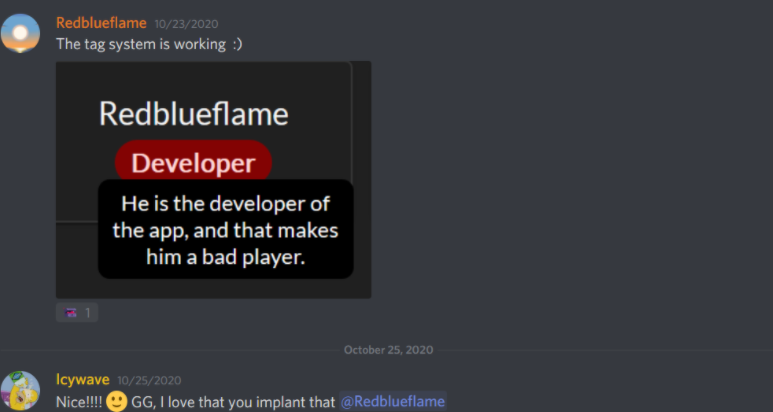 Redblueflame 10/23/2020
The tag system is working :)
Redblueflame
Developer
He is the developer of
the app, and that makes
him a bad player.
1
October 25, 2020
Icywave 10/25/2020
Nice!!!! 🙂 GG, I love that you implant that @Redblueflame